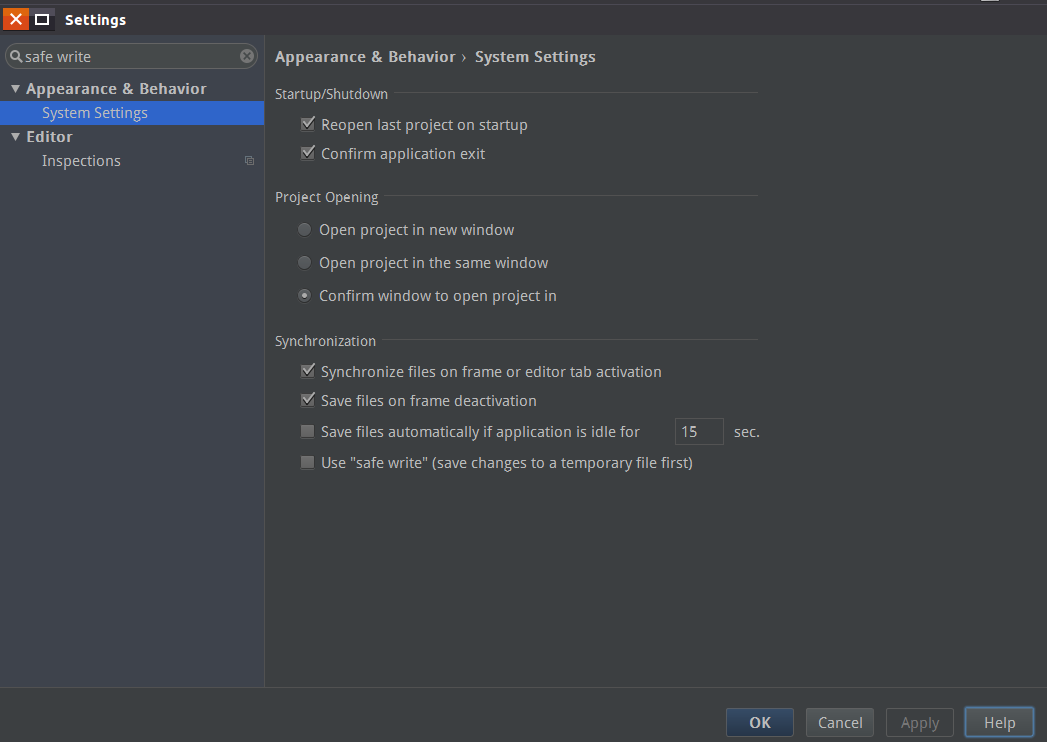 Settings
safe write
Appearance & Behavior
System Settings
Editor
Inspections
Appearance & Behavior › System Settings
Startup/Shutdown
Reopen last project on startup
Confirm application exit
Project Opening
Open project in new window
Open project in the same window
Confirm window to open project in
Synchronization
Synchronize files on frame or editor tab activation
Save files on frame deactivation
Save files automatically if application is idle for 15 sec.
Use "safe write" (save changes to a temporary file first)
OK Cancel Apply Help